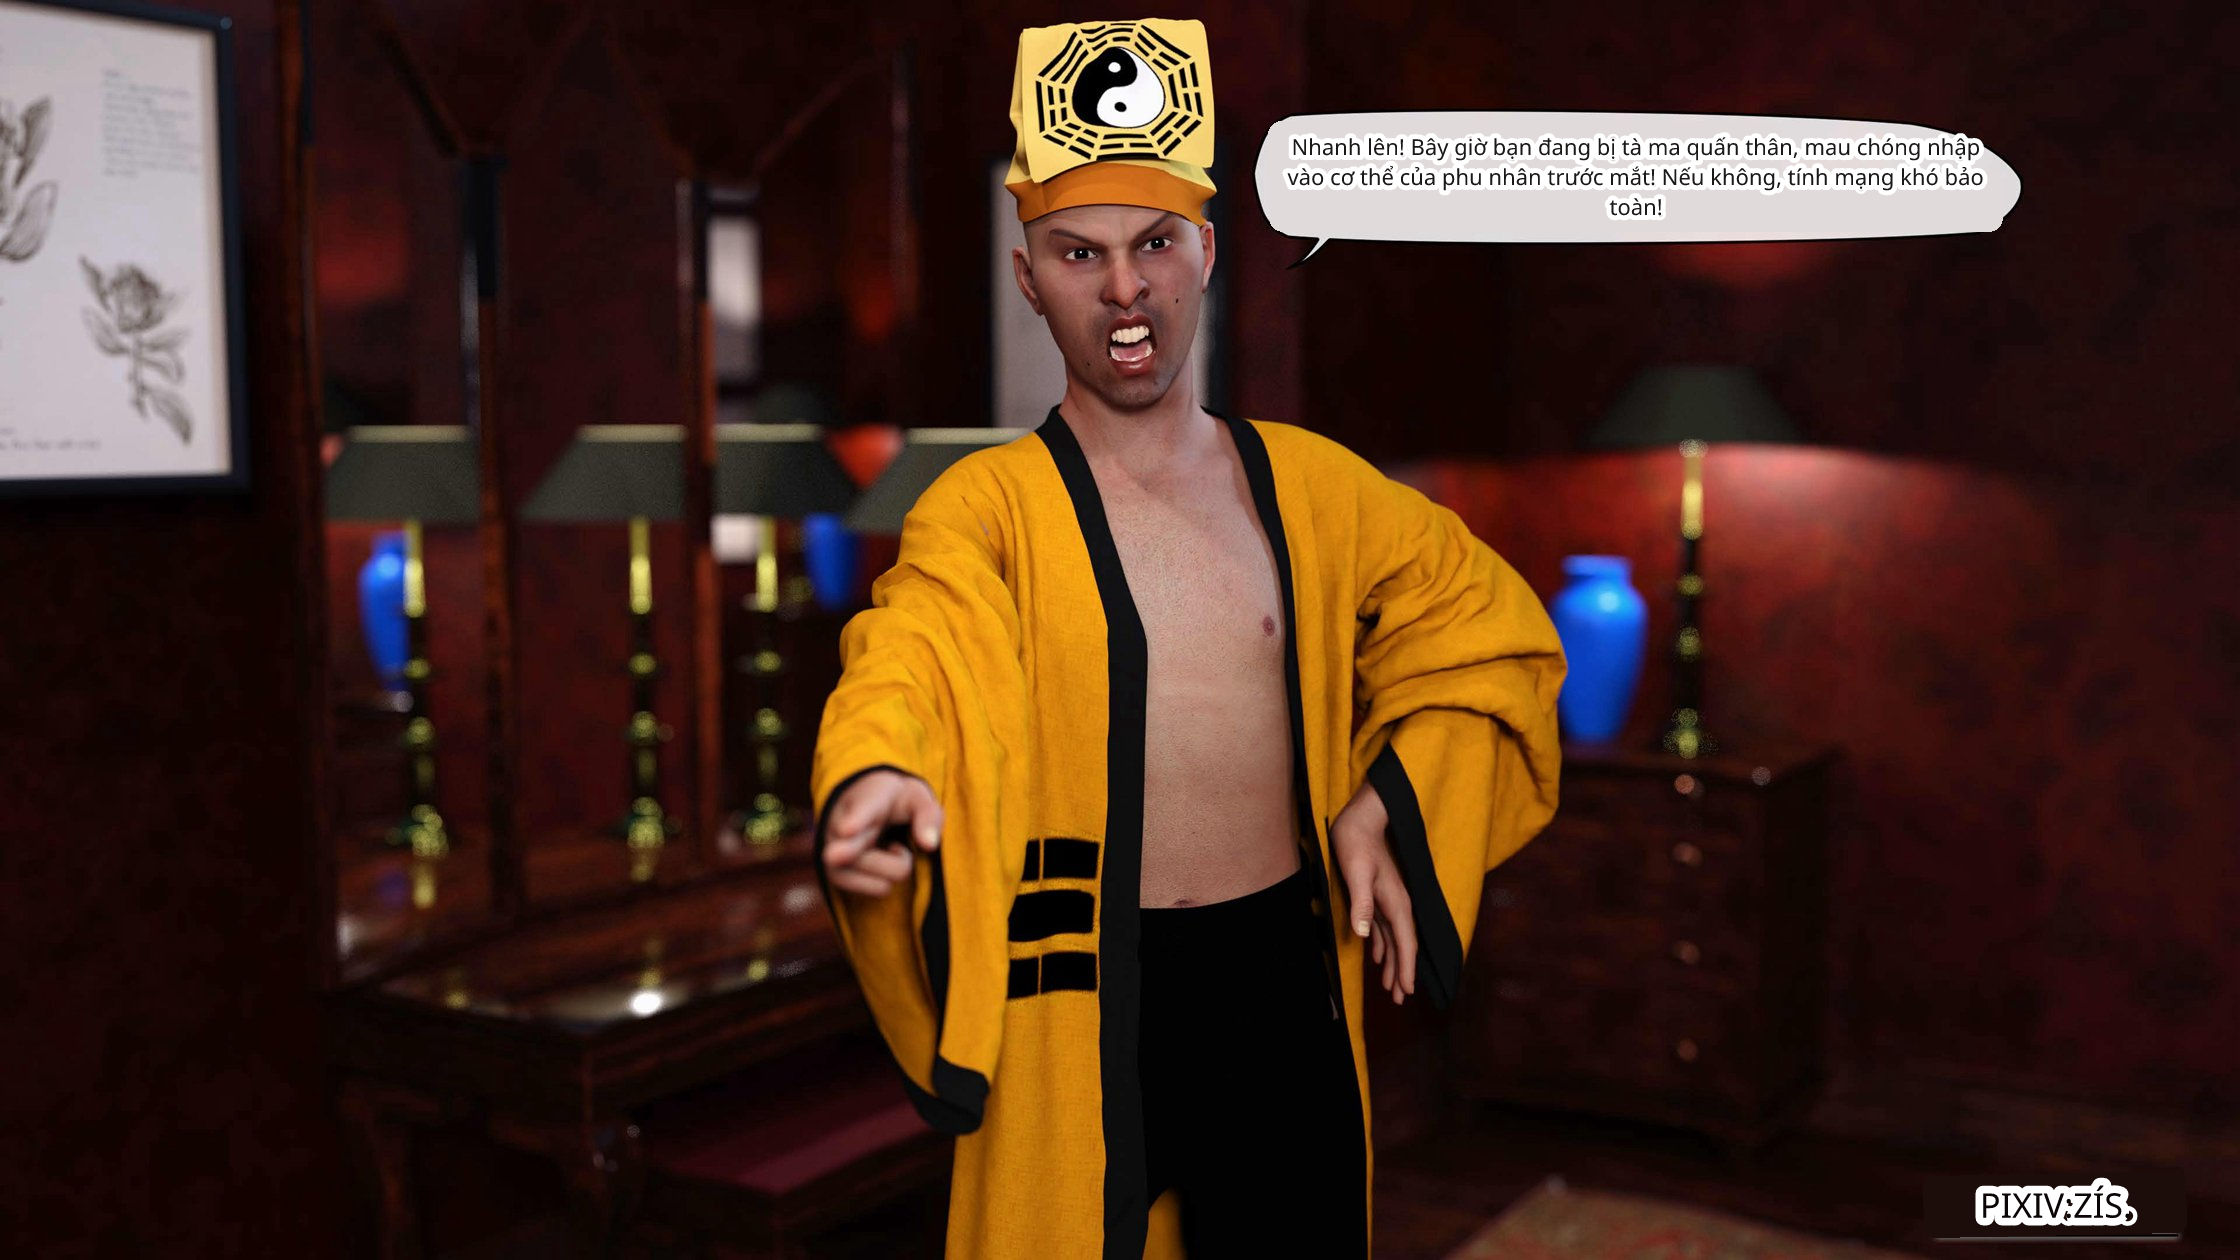 Nhanh lên! Bây giờ bạn đang bị tà ma quấn thân, mau chóng nhập
vào cơ thể của phu nhân trước mắt! Nếu không, tính mạng khó bảo
toàn!
PIXIV:ZÍS,